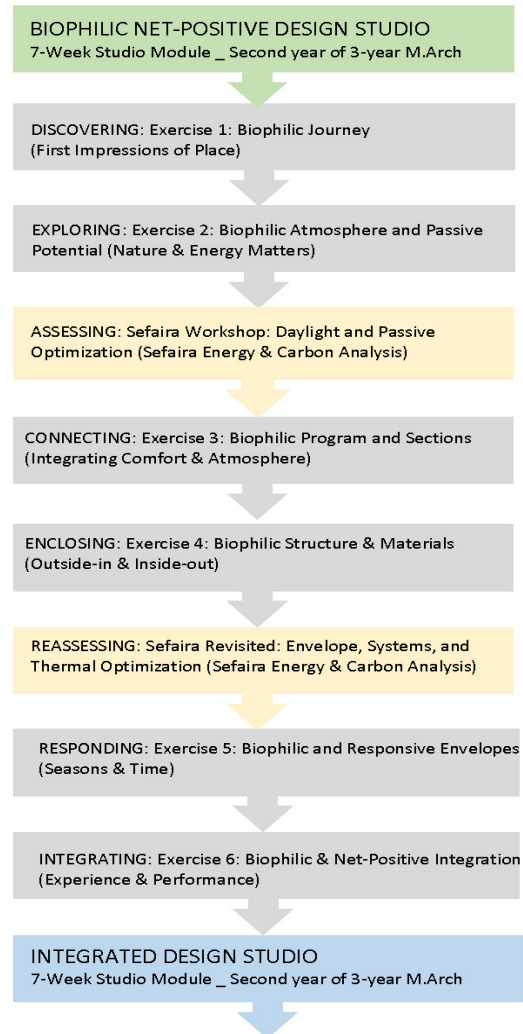 BIOPHILIC NET-POSITIVE DESIGN STUDIO
7-Week Studio Module _ Second year of 3-year M.Arch
DISCOVERING: Exercise 1: Biophilic Journey
(First Impressions of Place)
EXPLORING: Exercise 2: Biophilic Atmosphere and Passive
Potential (Nature & Energy Matters)
ASSESSING: Sefaira Workshop: Daylight and Passive
Optimization (Sefaira Energy & Carbon Analysis)
CONNECTING: Exercise 3: Biophilic Program and Sections
(Integrating Comfort & Atmosphere)
ENCLOSING: Exercise 4: Biophilic Structure & Materials
(Outside-in & Inside-out)
REASSESSING: Sefaira Revisited: Envelope, Systems, and
Thermal Optimization (Sefaira Energy & Carbon Analysis)
RESPONDING: Exercise 5: Biophilic and Responsive Envelopes
(Seasons & Time)
INTEGRATING: Exercise 6: Biophilic & Net-Positive Integration
(Experience & Performance)
INTEGRATED DESIGN STUDIO
7-Week Studio Module _ Second year of 3-year M.Arch